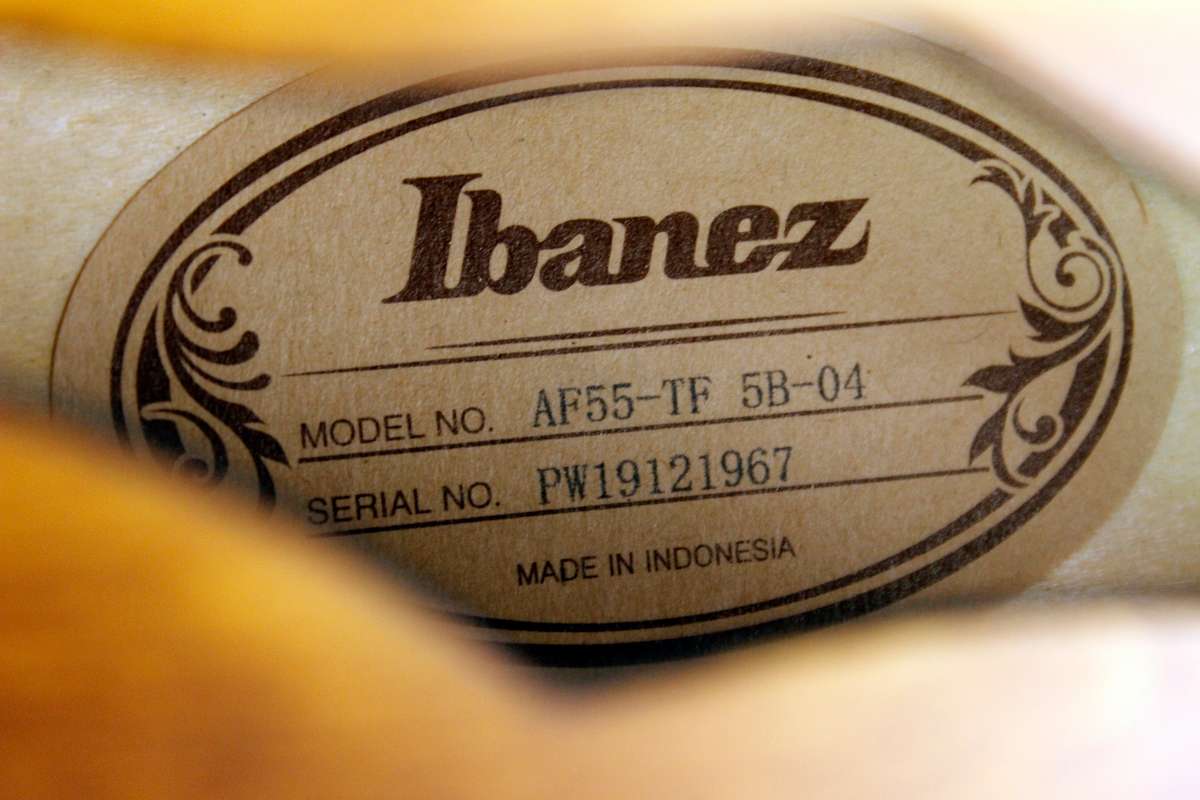 Ibanez
MODEL NO. AF55-TF 5B-04
SERIAL NO. PW19121967
MADE IN INDONESIA